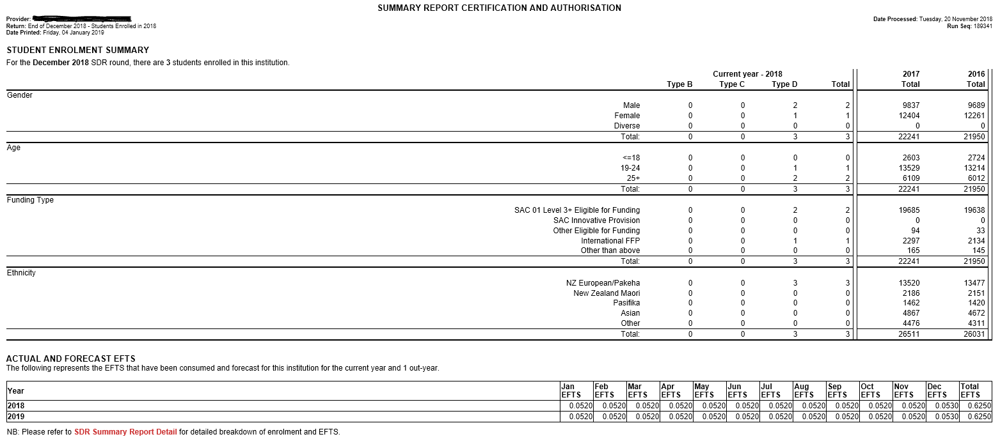 SUMMARY REPORT CERTIFICATION AND AUTHORISATION
Provider:
Return: End of December 2018 - Students Enrolled in 2018
Date Printed: Friday, 04 January 2019
Date Processed: Tuesday, 20 November 2018
Run Seq: 189341
STUDENT ENROLMENT SUMMARY
For the December 2018 SDR round, there are 3 students enrolled in this institution.
Current year - 2018 2017 2016
Type B Type C Type D Total Total Total
Gender
Male 0 0 2 2 9837 9689
Female 0 0 1 1 12404 12261
Diverse 0 0 0 0 0 0
Total: 0 0 3 3 22241 21950
Age
<=18 0 0 0 0 2603 2724
19-24 0 0 1 1 13529 13214
25+ 0 0 2 2 6109 6012
Total: 0 0 3 3 22241 21950
Funding Type
SAC 01 Level 3+ Eligible for Funding 0 0 2 2 19685 19638
SAC Innovative Provision 0 0 0 0 0 0
Other Eligible for Funding 0 0 0 0 94 33
International FFP 0 0 1 1 2297 2134
Other than above 0 0 0 0 165 145
Total: 0 0 3 3 22241 21950
Ethnicity
NZ European/Pakeha 0 0 3 3 13520 13477
New Zealand Maori 0 0 0 0 2186 2151
Pasifika 0 0 0 0 1462 1420
Asian 0 0 0 0 4867 4672
Other 0 0 0 0 4476 4311
Total: 0 0 3 3 26511 26031
ACTUAL AND FORECAST EFTS
The following represents the EFTS that have been consumed and forecast for this institution for the current year and 1 out-year.
Year Jan EFTS Feb EFTS Mar EFTS Apr EFTS May EFTS Jun EFTS Jul EFTS Aug EFTS Sep EFTS Oct EFTS Nov EFTS Dec EFTS Total EFTS
2018 0.0520 0.0520 0.0520 0.0520 0.0520 0.0520 0.0520 0.0520 0.0520 0.0520 0.0520 0.0530 0.6250
2019 0.0520 0.0520 0.0520 0.0520 0.0520 0.0520 0.0520 0.0520 0.0520 0.0520 0.0520 0.0530 0.6250
NB: Please refer to SDR Summary Report Detail for detailed breakdown of enrolment and EFTS.